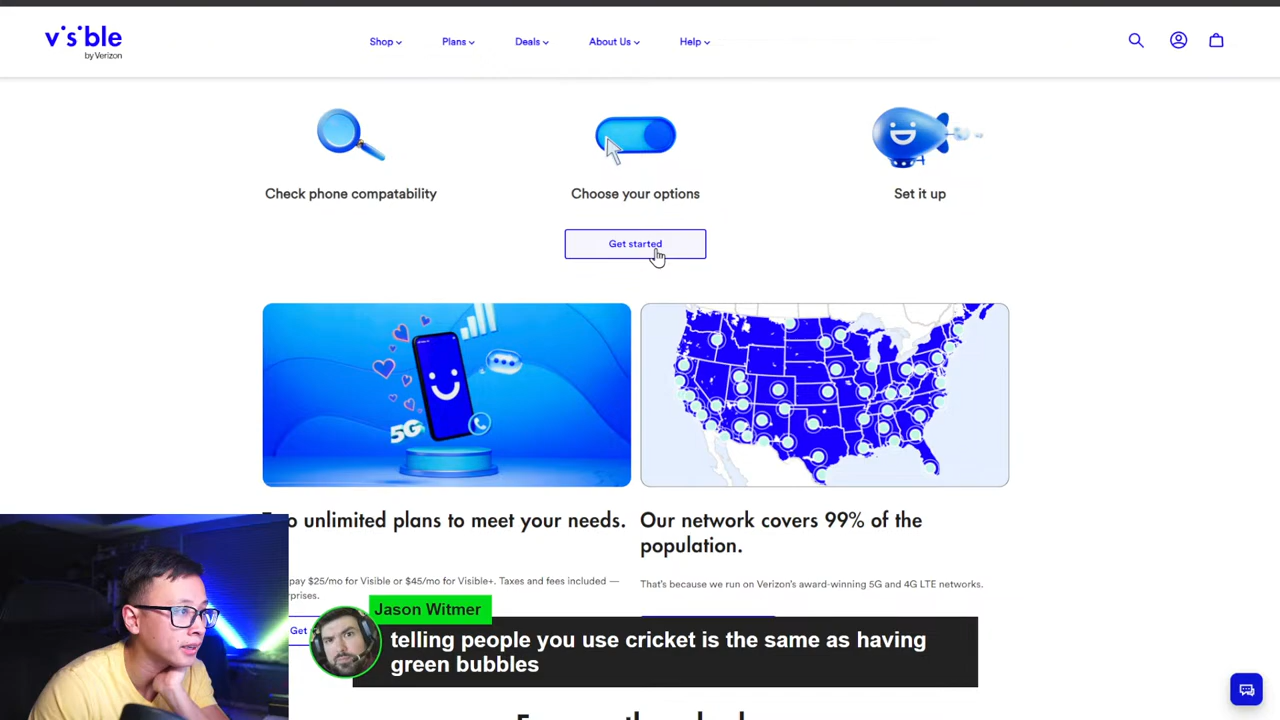 visible
by Verizon
Shop
Plans
Deals
About Us
Help
Check phone compatability
Choose your options
Set it up
Get started
5G
unlimited plans to meet your needs.
Our network covers 99% of the
population.
pay $25/mo for Visible or $45/mo for Visible+. Taxes and fees included —
That's because we run on Verizon's award-winning 5G and 4G LTE networks.
Get
Jason Witmer
telling people you use cricket is the same as having
green bubbles